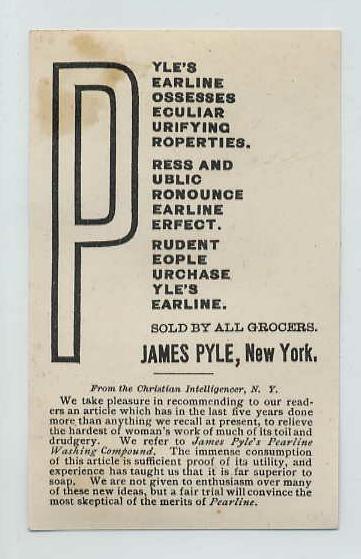 P
YLE'S
EARLINE
OSSESSES
ECULIAR
URIFYING
ROPERTIES.
RESS AND
UBLIC
RONOUNCE
EARLINE
ERFECT.
RUDENT
EOPLE
URCHASE
YLE'S
EARLINE.
SOLD BY ALL GROCERS.
JAMES PYLE, New York.
From the Christian Intelligencer, N. Y.
We take pleasure in recommending to our read-
ers an article which has in the last five years done
more than anything we recall at present, to relieve
the hardest of woman's work of much of its toil and
drudgery. We refer to James Pyle's Pearline
Washing Compound. The immense consumption
of this article is sufficient proof of its utility, and
experience has taught us that it is far superior to
soap. We are not given to enthusiasm over many
of these new ideas, but a fair trial will convince the
most skeptical of the merits of Pearline.